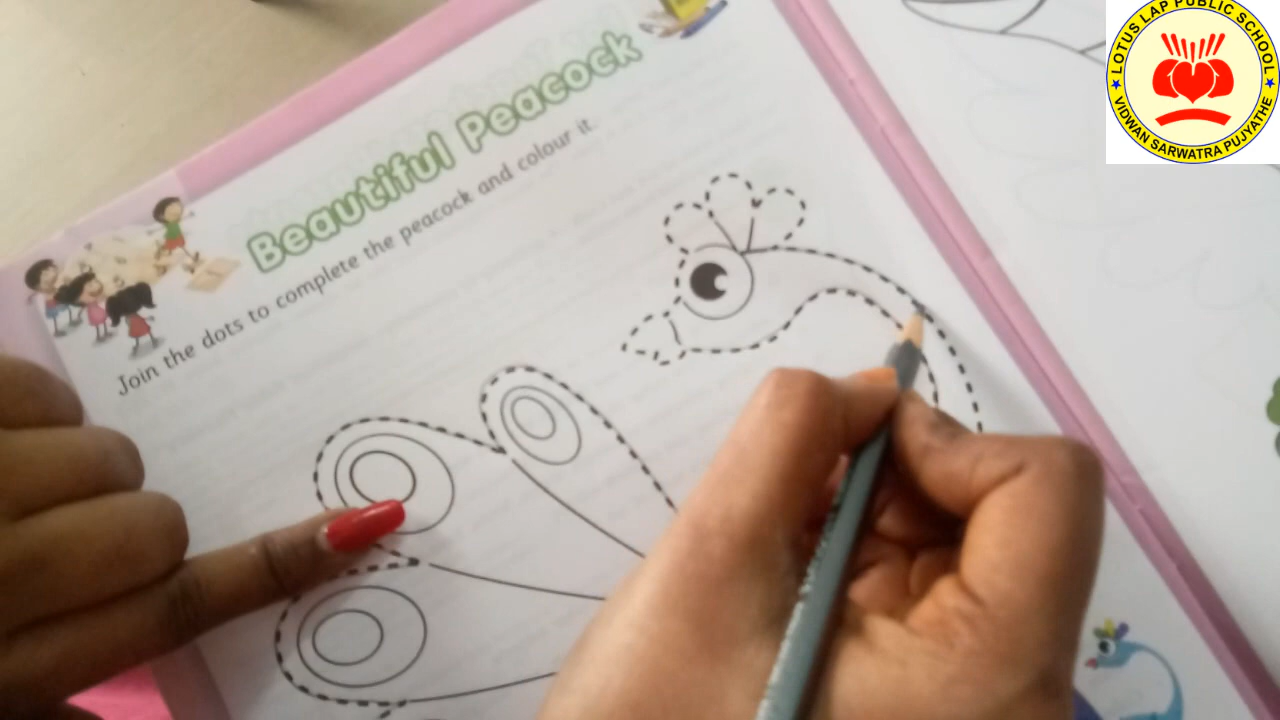 Beautiful Peacock
Join the dots to complete the peacock and colour it.
LOTUS LAP PUBLIC SCHOOL
VIDWAN SARWATRA PUJYATHE